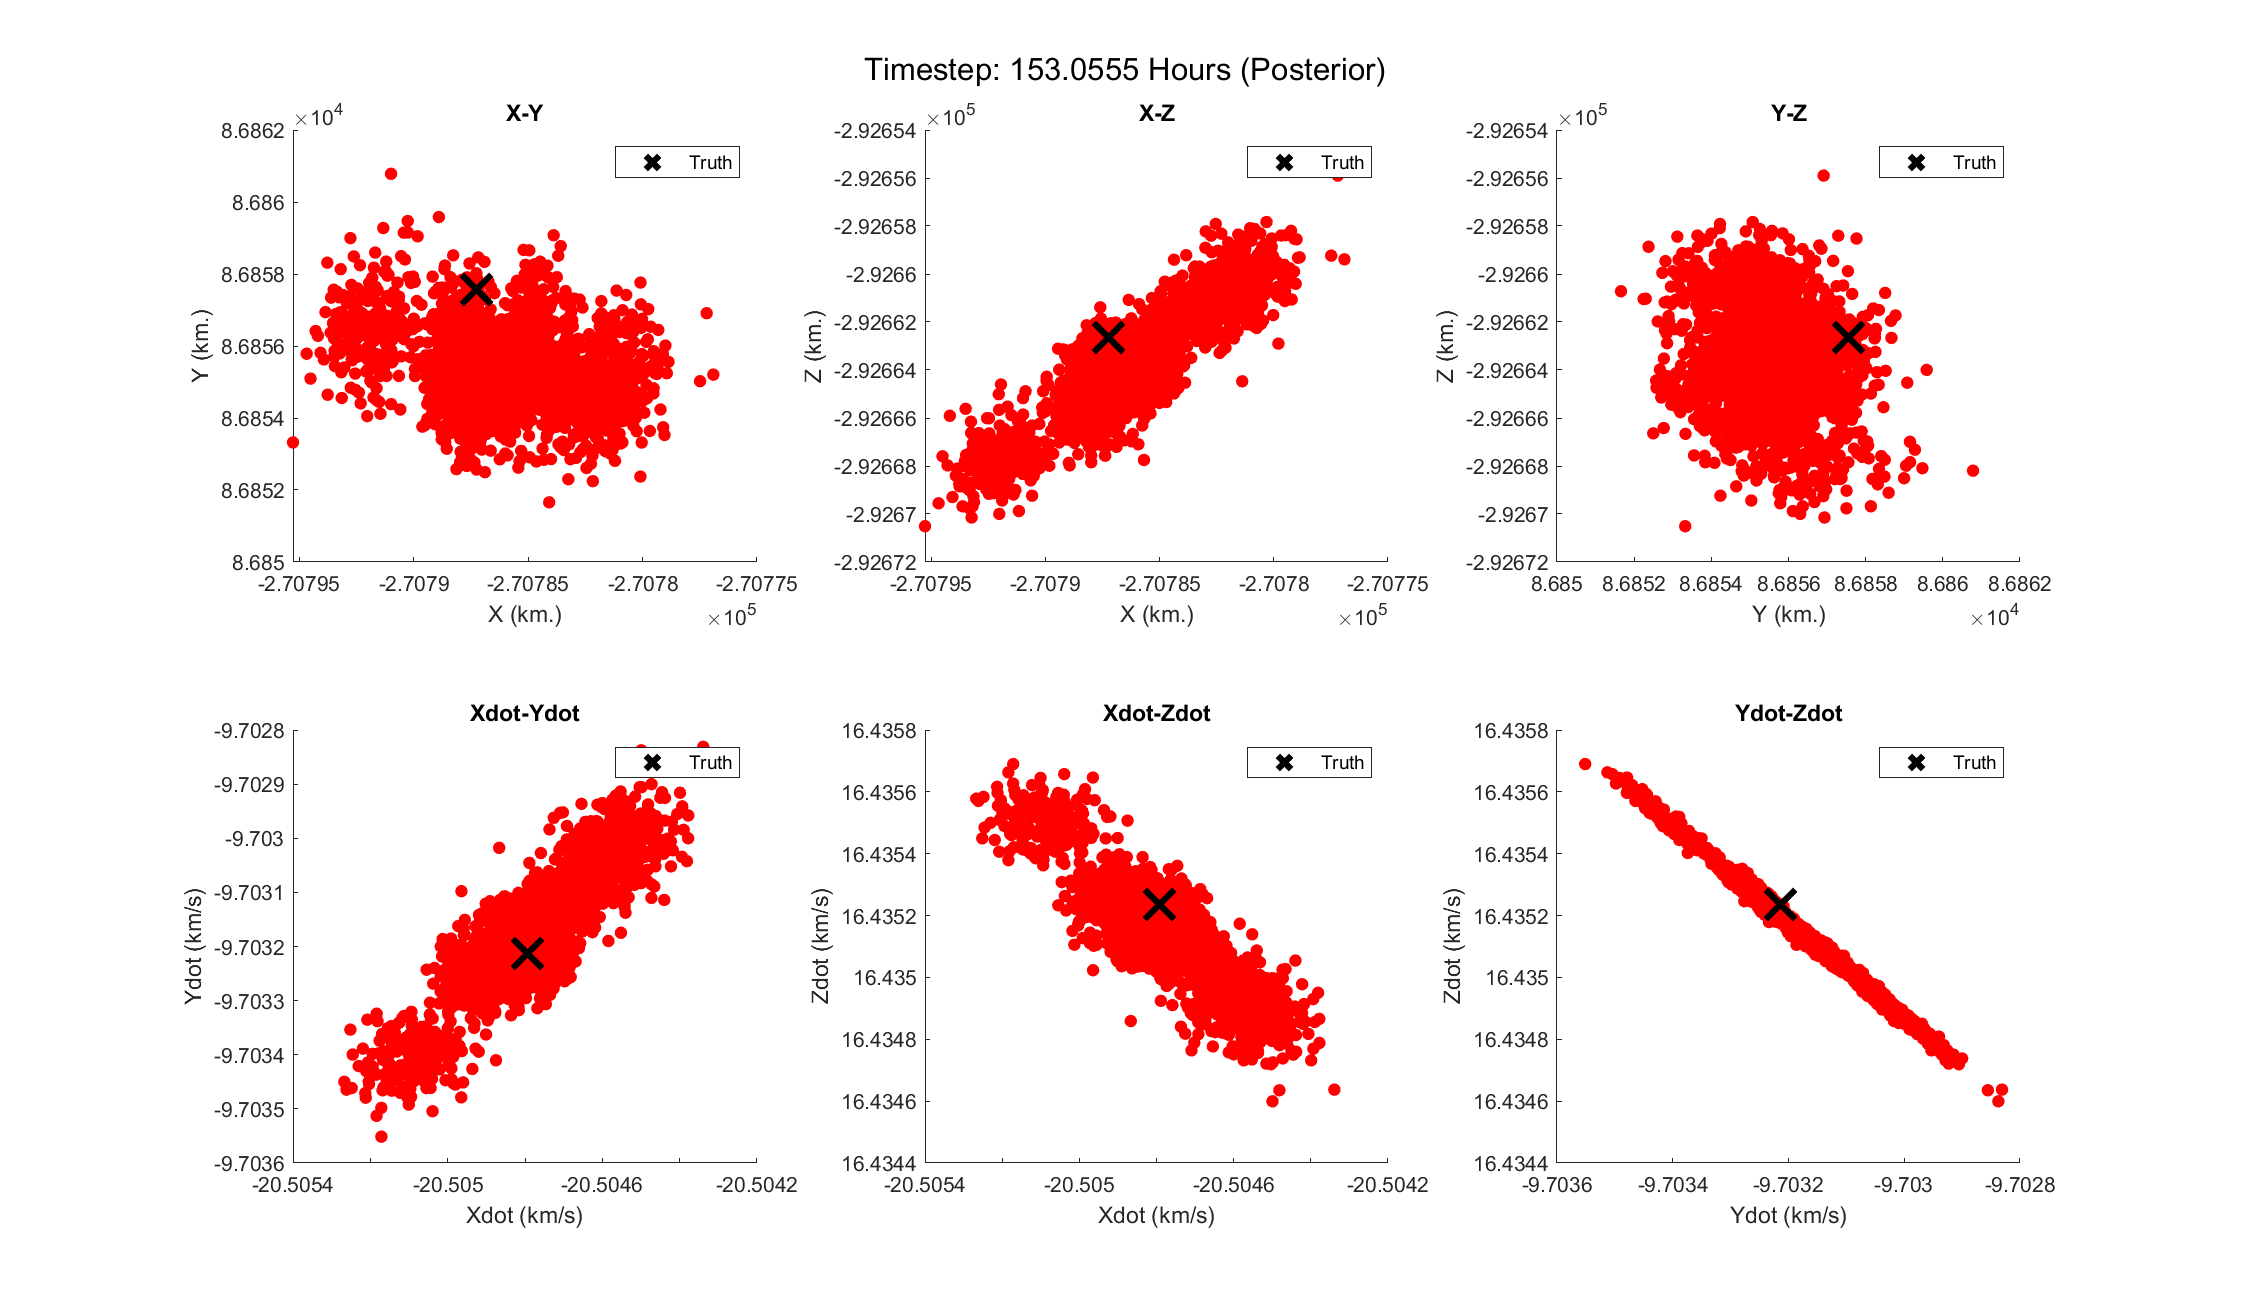 Timestep: 153.0555 Hours (Posterior)
X-Y
×10^4
8.6862
8.686
8.6858
8.6856
8.6854
8.6852
8.685
Y (km.)
Truth
-2.70795 -2.7079 -2.70785 -2.7078 -2.70775
X (km.)
×10^5
X-Z
×10^5
-2.92654
-2.92656
-2.92658
-2.9266
-2.92662
-2.92664
-2.92666
-2.92668
-2.9267
-2.92672
Z (km.)
Truth
-2.70795 -2.7079 -2.70785 -2.7078 -2.70775
X (km.)
×10^5
Y-Z
×10^5
-2.92654
-2.92656
-2.92658
-2.9266
-2.92662
-2.92664
-2.92666
-2.92668
-2.9267
-2.92672
Z (km.)
Truth
8.685 8.6852 8.6854 8.6856 8.6858 8.686 8.6862
Y (km.)
×10^4
Xdot-Ydot
-9.7028
-9.7029
-9.703
-9.7031
-9.7032
-9.7033
-9.7034
-9.7035
-9.7036
Ydot (km/s)
Truth
-20.5054 -20.505 -20.5046 -20.5042
Xdot (km/s)
Xdot-Zdot
16.4358
16.4356
16.4354
16.4352
16.435
16.4348
16.4346
16.4344
Zdot (km/s)
Truth
-20.5054 -20.505 -20.5046 -20.5042
Xdot (km/s)
Ydot-Zdot
16.4358
16.4356
16.4354
16.4352
16.435
16.4348
16.4346
16.4344
Zdot (km/s)
Truth
-9.7036 -9.7034 -9.7032 -9.703 -9.7028
Ydot (km/s)